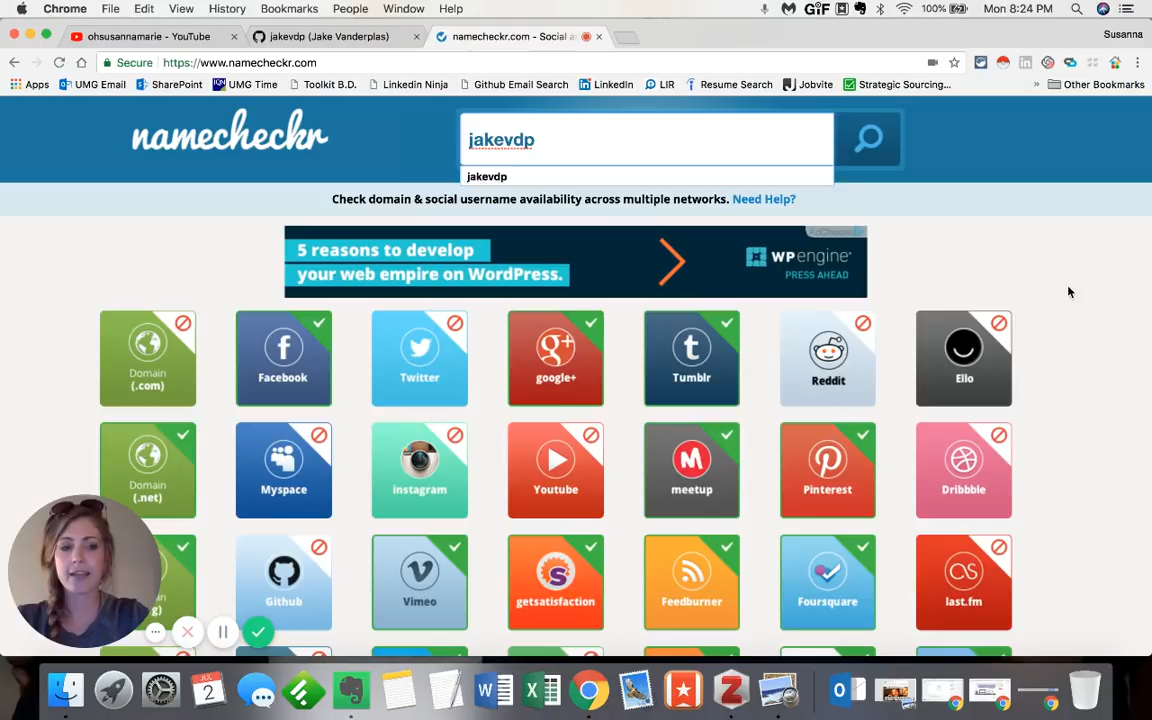 Chrome File Edit View History Bookmarks People Window Help
GIF 100% Mon 8:24 PM
ohsusannamarie - YouTube
jakevdp (Jake Vanderplas)
namecheckr.com - Social a
Susanna
Secure https://www.namecheckr.com
Apps UMG Email SharePoint UMG Time Toolkit B.D. Linkedin Ninja Github Email Search LinkedIn LIR Resume Search Jobvite Strategic Sourcing... » Other Bookmarks
namecheckr
jakevdp
jakevdp
Check domain & social username availability across multiple networks. Need Help?
5 reasons to develop
your web empire on WordPress.
WP engine
PRESS AHEAD
AdChoices
Domain
(.com)
Facebook
Twitter
google+
Tumblr
Reddit
Ello
Domain
(.net)
Myspace
instagram
Youtube
meetup
Pinterest
Dribbble
Github
Vimeo
getsatisfaction
Feedburner
Foursquare
last.fm
JUL
2